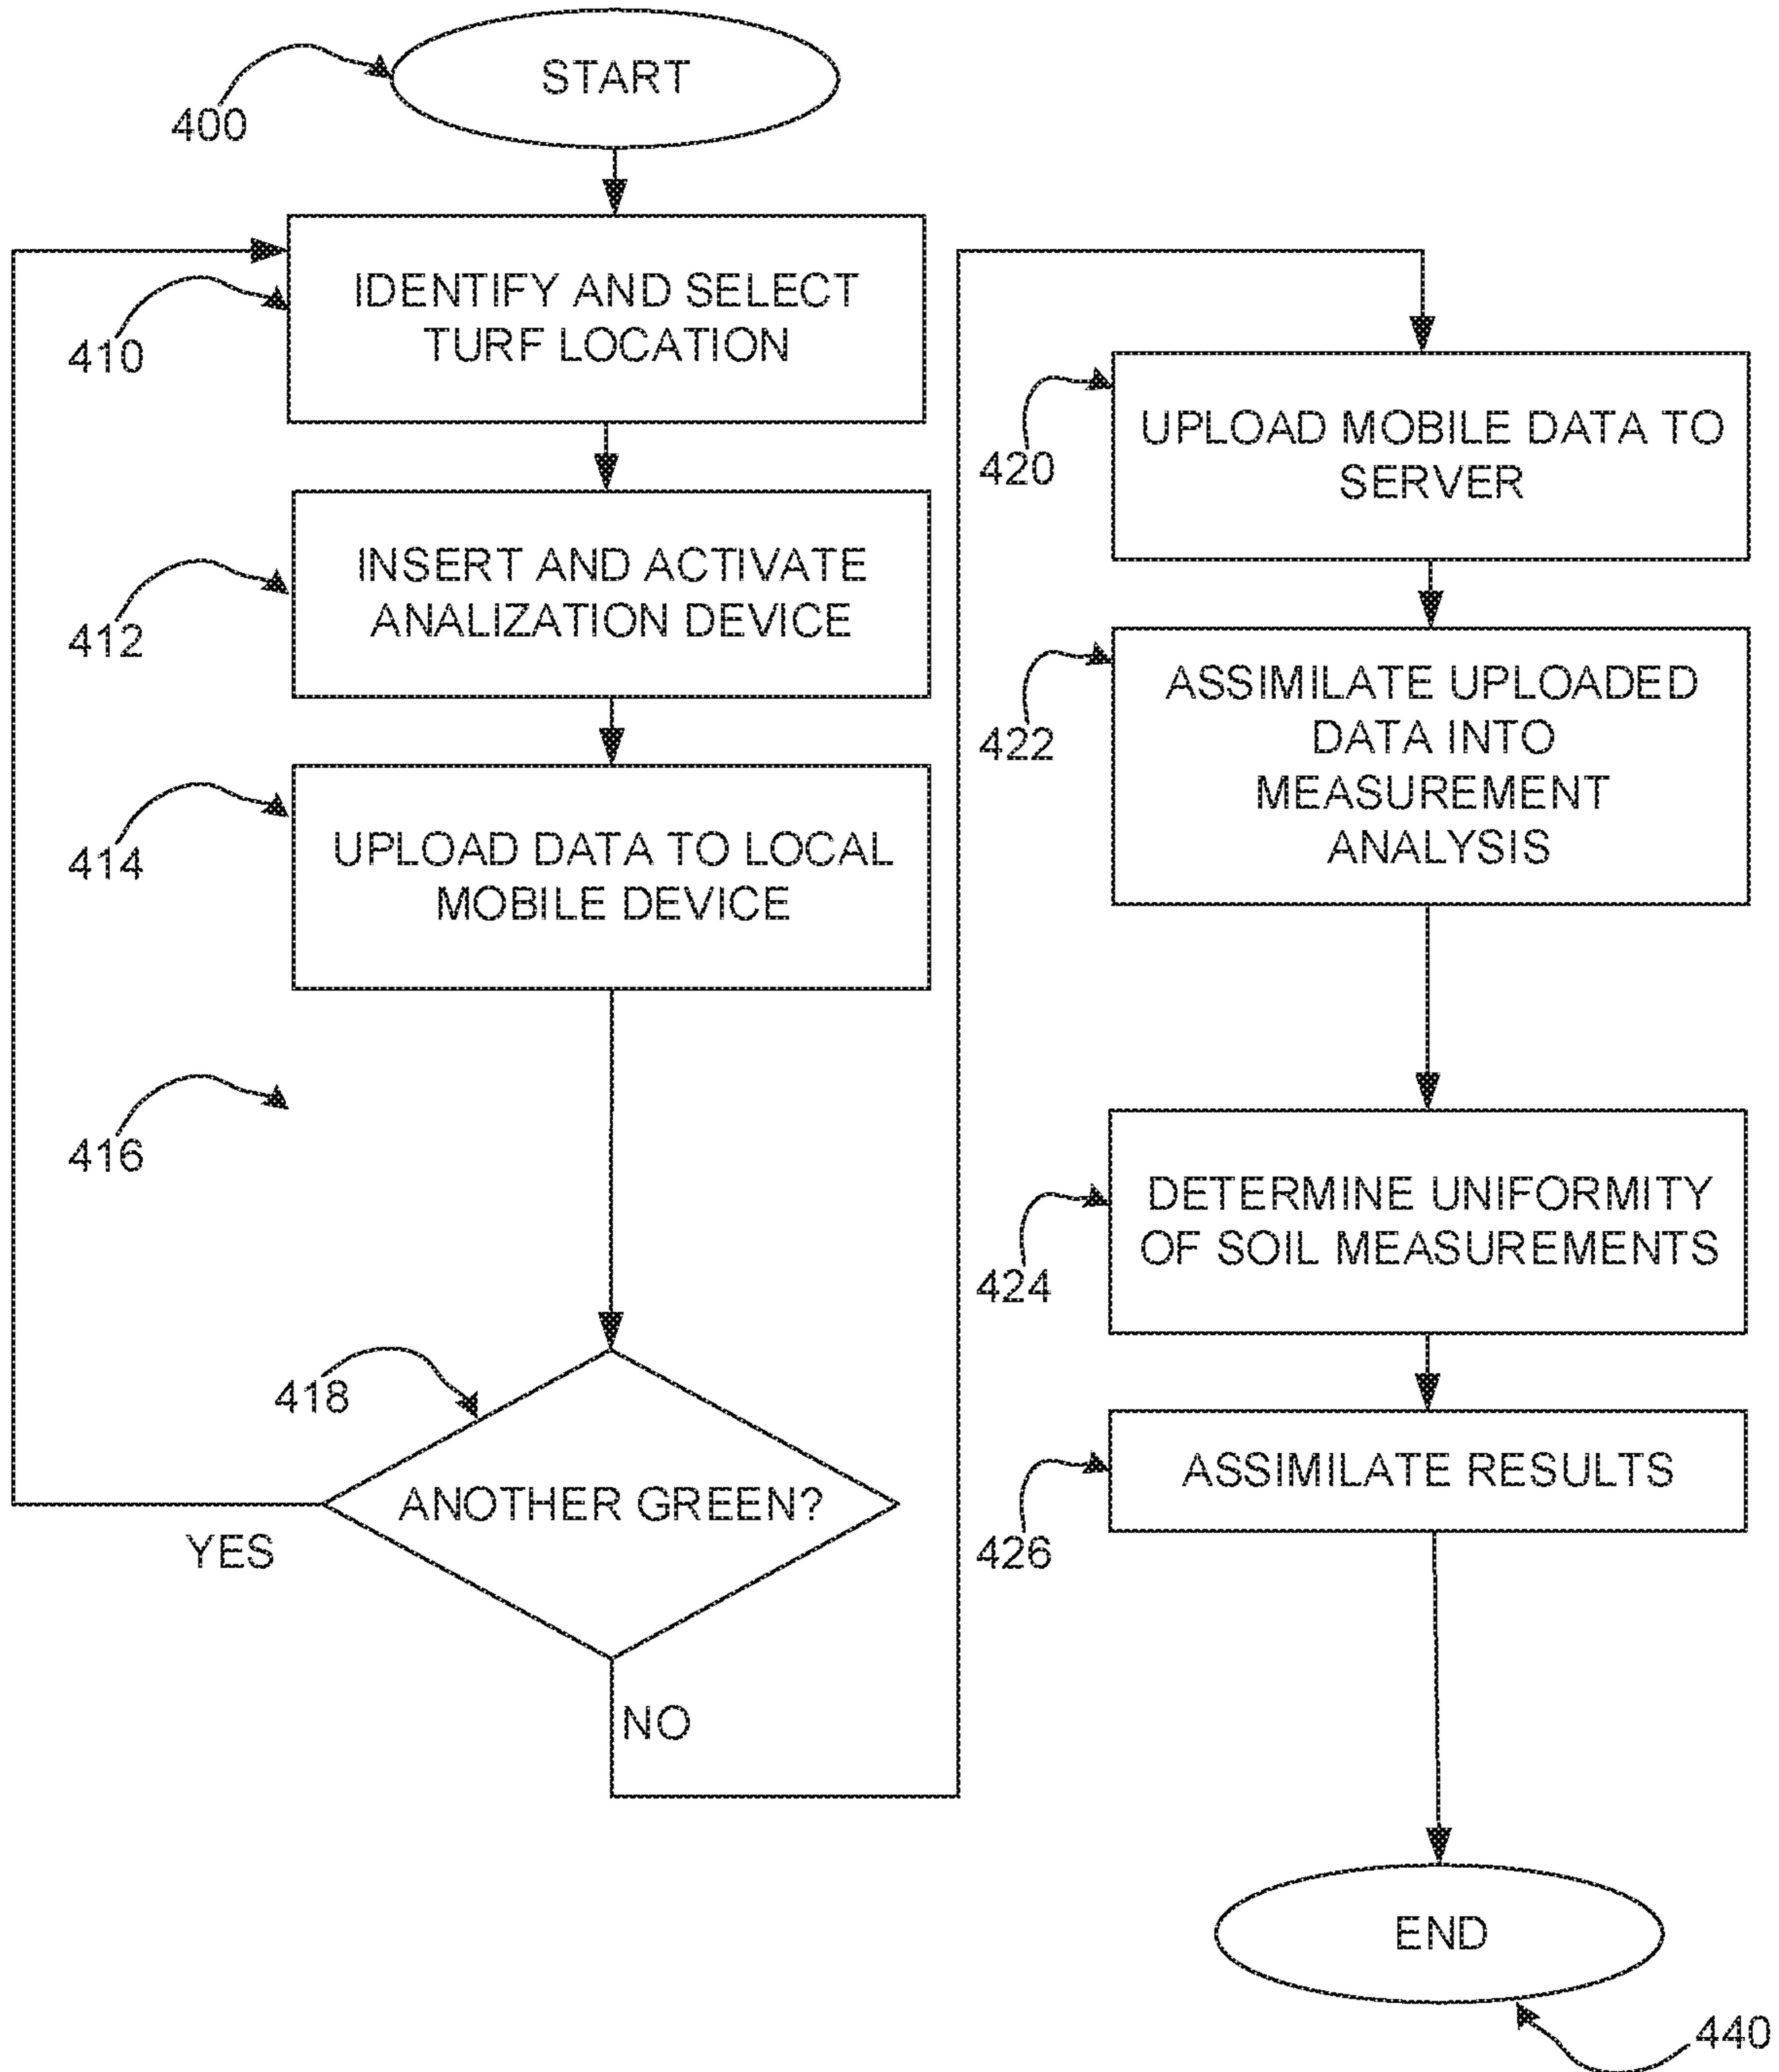 START
400
IDENTIFY AND SELECT
TURF LOCATION
410
INSERT AND ACTIVATE
ANALIZATION DEVICE
412
UPLOAD DATA TO LOCAL
MOBILE DEVICE
414
416
418
ANOTHER GREEN?
YES
NO
UPLOAD MOBILE DATA TO
SERVER
420
ASSIMILATE UPLOADED
DATA INTO
MEASUREMENT
ANALYSIS
422
DETERMINE UNIFORMITY
OF SOIL MEASUREMENTS
424
ASSIMILATE RESULTS
426
END
440